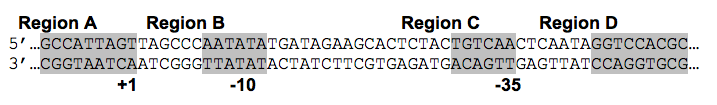 Region A Region B Region C Region D
5’…GCCATTAGTTAGCCCAATATATGATAGAAGCACTCTACTGTCAACTCAATAGGTCCACGC…
3’…CGGTAATCAATCGGGTTATATACTATCTTCGTGAGATGACAGTTGAGTTATCCAGGTGCG…
+1 -10 -35